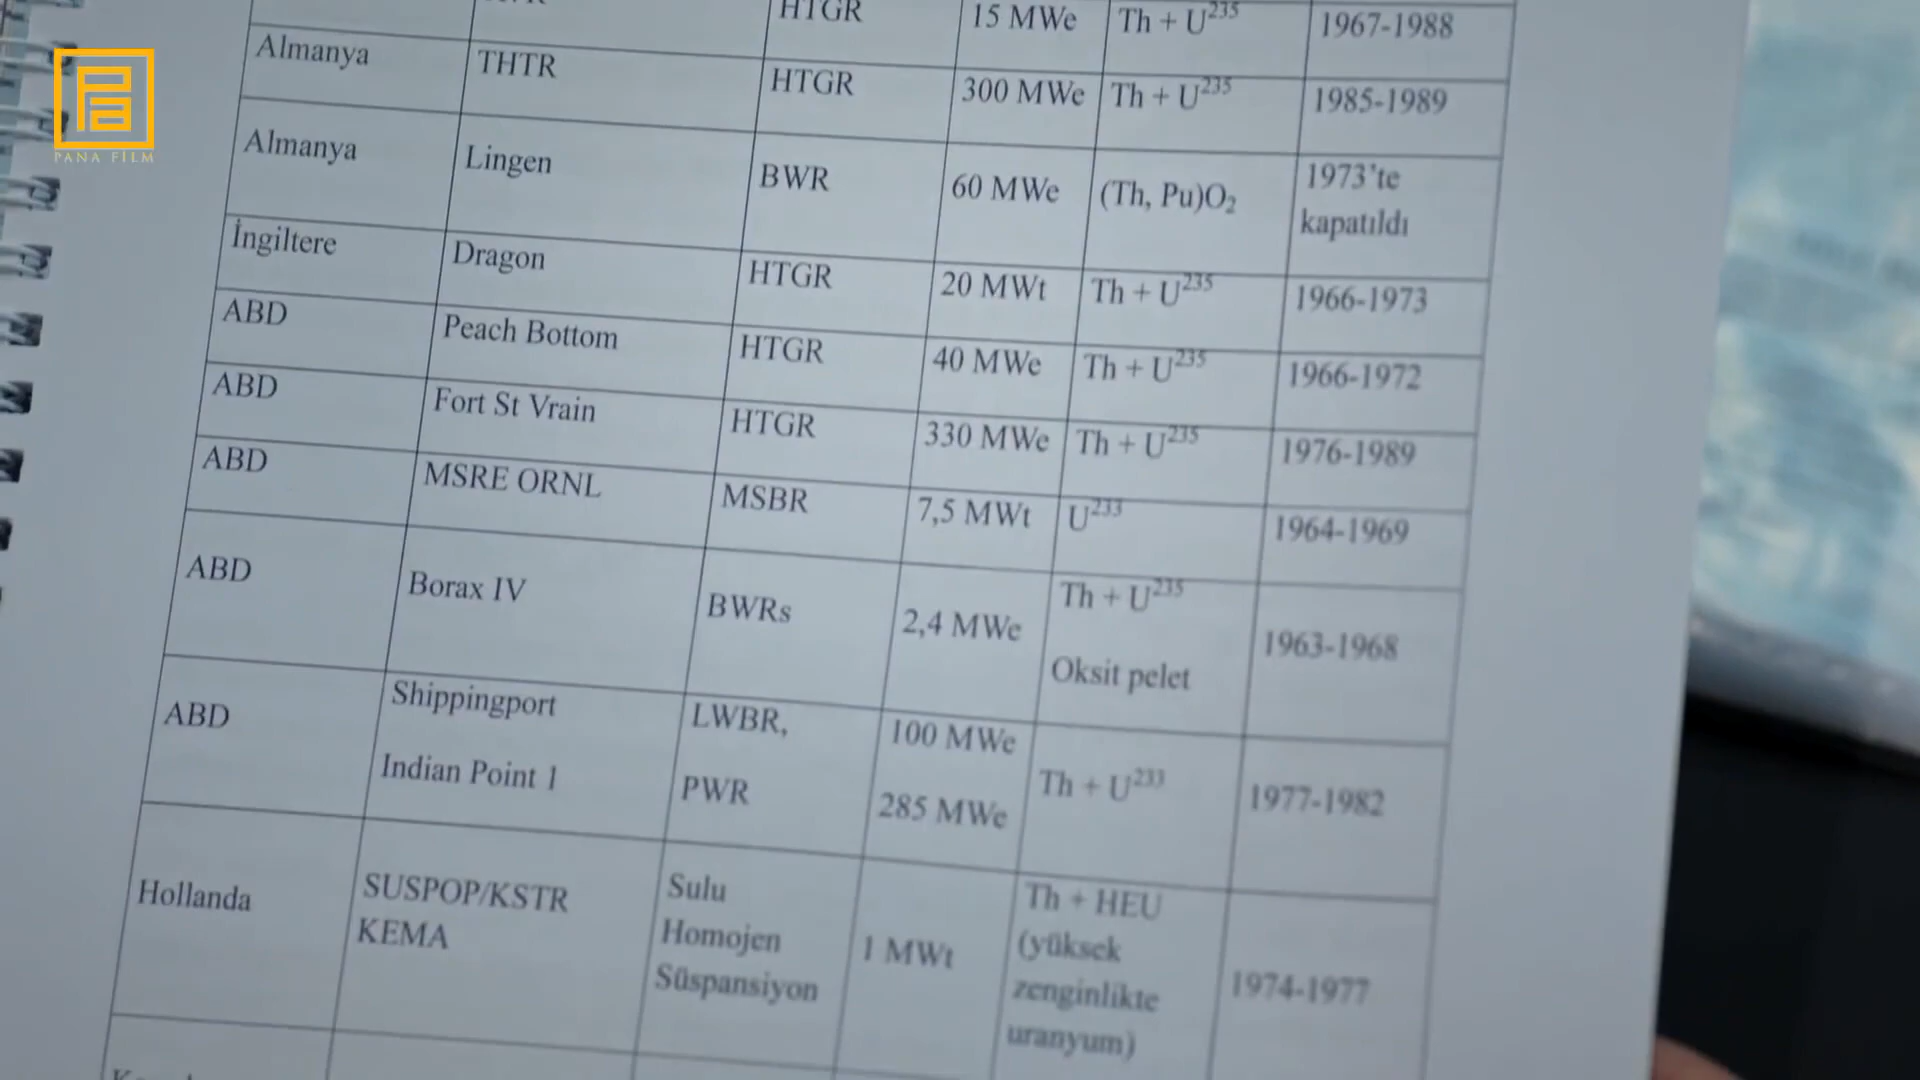 PANA FİLM
HTGR 15 MWe Th + U235 1967-1988
Almanya THTR HTGR 300 MWe Th + U235 1985-1989
Almanya Lingen BWR 60 MWe (Th, Pu)O2 1973'te
kapatıldı
İngiltere Dragon HTGR 20 MWt Th + U235 1966-1973
ABD Peach Bottom HTGR 40 MWe Th + U235 1966-1972
ABD Fort St Vrain HTGR 330 MWe Th + U235 1976-1989
ABD MSRE ORNL MSBR 7,5 MWt U233 1964-1969
ABD Borax IV BWRs 2,4 MWe Th + U235 1963-1968
Oksit pelet
ABD Shippingport LWBR, 100 MWe Th + U233 1977-1982
Indian Point 1 PWR 285 MWe
Hollanda SUSPOP/KSTR Sulu 1 MWt Th + HEU 1974-1977
KEMA Homojen (yüksek
Süspansiyon zenginlikte
uranyum)